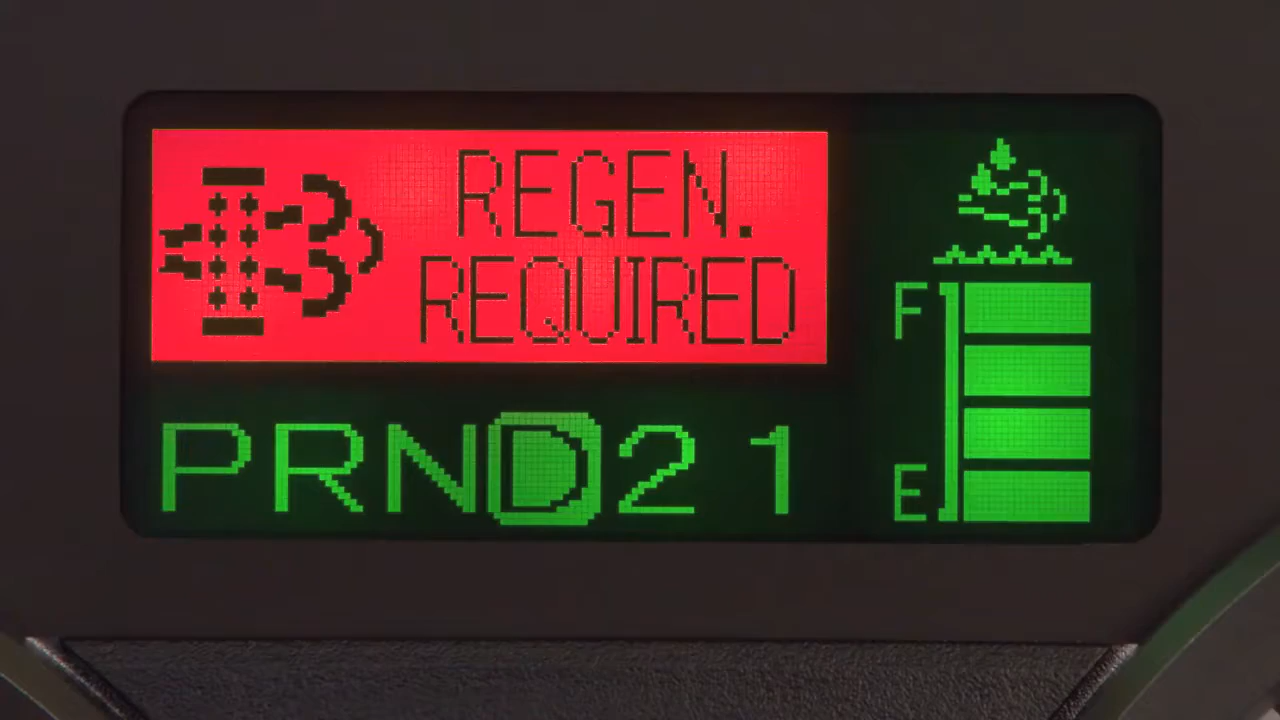 REGEN.
REQUIRED
PRND21
F
E